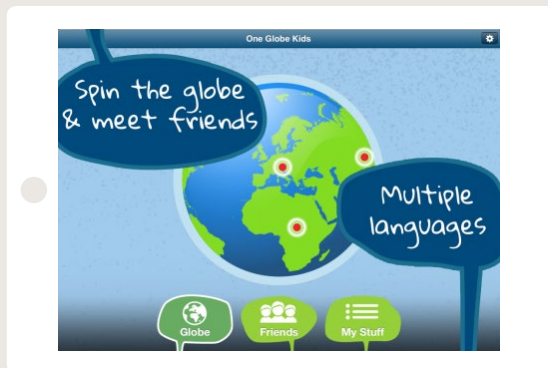 One Globe Kids
Spin the globe
& meet friends
Multiple
languages
Globe
Friends
My Stuff